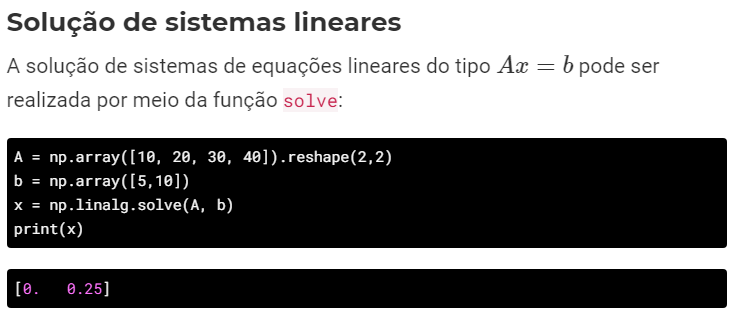 Solução de sistemas lineares
A solução de sistemas de equações lineares do tipo Ax = b pode ser
realizada por meio da função solve:
A = np.array([10, 20, 30, 40]).reshape(2,2)
b = np.array([5,10])
x = np.linalg.solve(A, b)
print(x)
[0.   0.25]